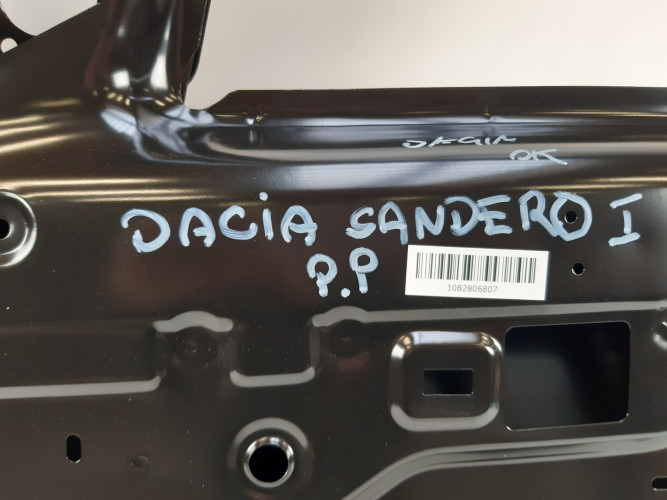 DACIA
OK
DACIA SANDERO I
P.P
1082806807